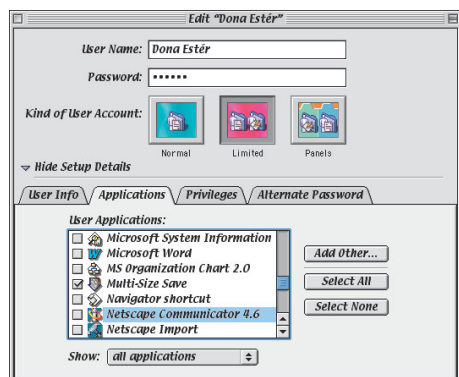 Edit “Dona Estér”
User Name: Dona Estér
Password: ••••••
Kind of User Account:
Normal Limited Panels
Hide Setup Details
User Info Applications Privileges Alternate Password
User Applications:
Microsoft System Information
Microsoft Word
MS Organization Chart 2.0
Multi-Size Save
Navigator shortcut
Netscape Communicator 4.6
Netscape Import
Add Other...
Select All
Select None
Show: all applications